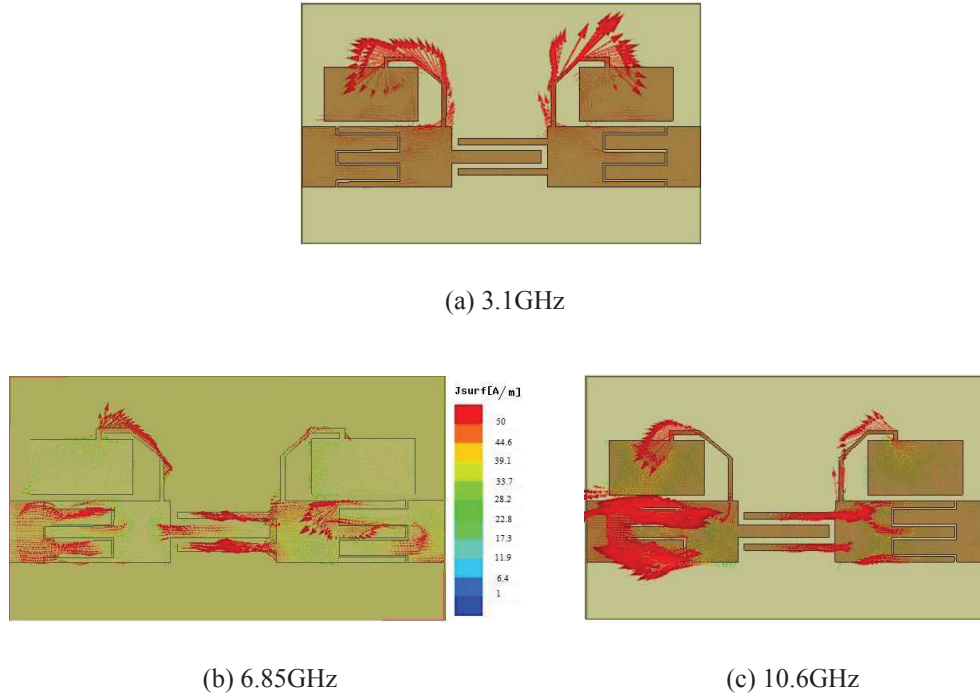 (a) 3.1GHz
Jsurf[A/m]
50
44.6
39.1
33.7
28.2
22.8
17.3
11.9
6.4
1
(b) 6.85GHz
(c) 10.6GHz